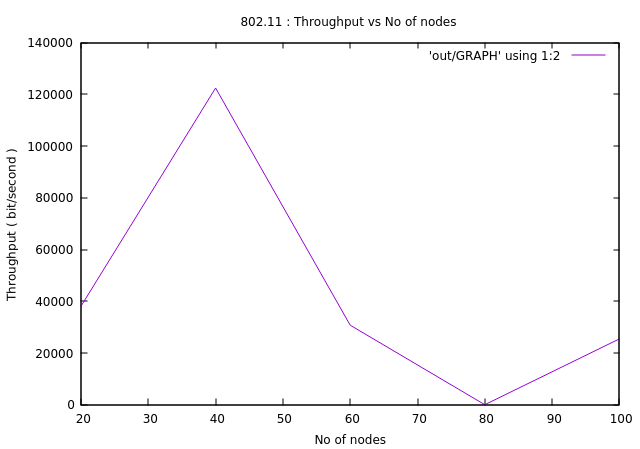 802.11 : Throughput vs No of nodes
'out/GRAPH' using 1:2
Throughput ( bit/second )
140000
120000
100000
80000
60000
40000
20000
0
20 30 40 50 60 70 80 90 100
No of nodes